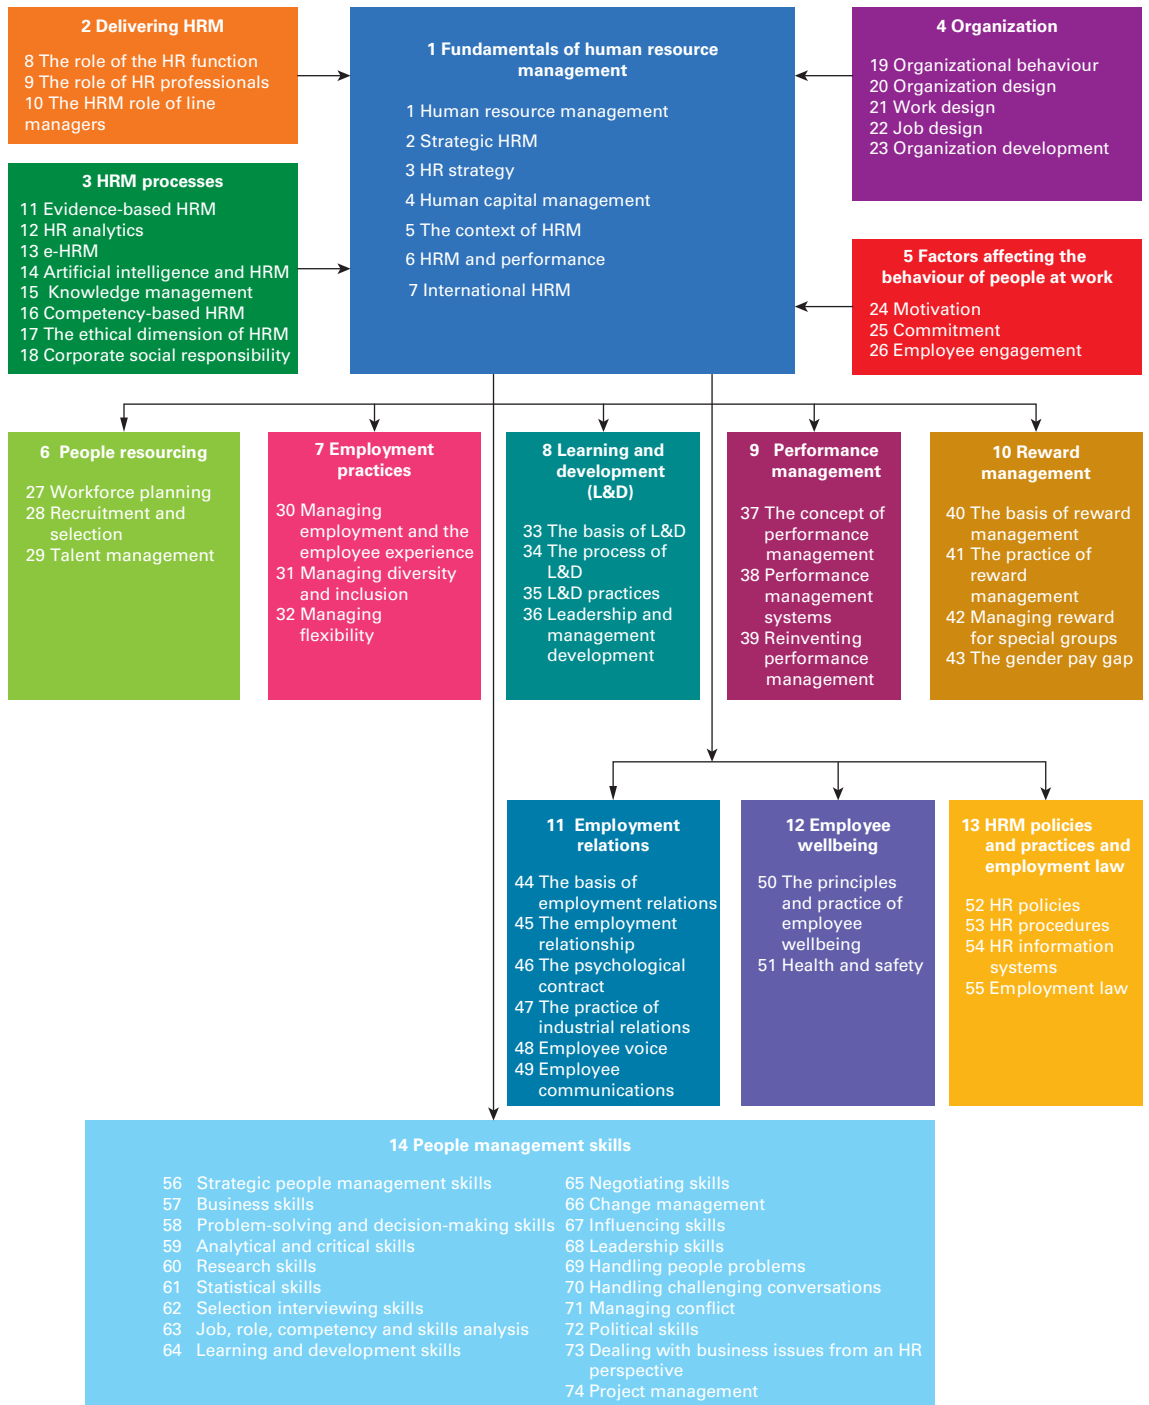 2 Delivering HRM
8 The role of the HR function
9 The role of HR professionals
10 The HRM role of line
managers
1 Fundamentals of human resource
management
1 Human resource management
2 Strategic HRM
3 HR strategy
4 Human capital management
5 The context of HRM
6 HRM and performance
7 International HRM
4 Organization
19 Organizational behaviour
20 Organization design
21 Work design
22 Job design
23 Organization development
3 HRM processes
11 Evidence-based HRM
12 HR analytics
13 e-HRM
14 Artificial intelligence and HRM
15 Knowledge management
16 Competency-based HRM
17 The ethical dimension of HRM
18 Corporate social responsibility
5 Factors affecting the
behaviour of people at work
24 Motivation
25 Commitment
26 Employee engagement
6 People resourcing
27 Workforce planning
28 Recruitment and
selection
29 Talent management
7 Employment
practices
30 Managing
employment and the
employee experience
31 Managing diversity
and inclusion
32 Managing
flexibility
8 Learning and
development
(L&D)
33 The basis of L&D
34 The process of
L&D
35 L&D practices
36 Leadership and
management
development
9 Performance
management
37 The concept of
performance
management
38 Performance
management
systems
39 Reinventing
performance
management
10 Reward
management
40 The basis of reward
management
41 The practice of
reward
management
42 Managing reward
for special groups
43 The gender pay gap
11 Employment
relations
44 The basis of
employment relations
45 The employment
relationship
46 The psychological
contract
47 The practice of
industrial relations
48 Employee voice
49 Employee
communications
12 Employee
wellbeing
50 The principles
and practice of
employee
wellbeing
51 Health and safety
13 HRM policies
and practices and
employment law
52 HR policies
53 HR procedures
54 HR information
systems
55 Employment law
14 People management skills
56 Strategic people management skills
57 Business skills
58 Problem-solving and decision-making skills
59 Analytical and critical skills
60 Research skills
61 Statistical skills
62 Selection interviewing skills
63 Job, role, competency and skills analysis
64 Learning and development skills
65 Negotiating skills
66 Change management
67 Influencing skills
68 Leadership skills
69 Handling people problems
70 Handling challenging conversations
71 Managing conflict
72 Political skills
73 Dealing with business issues from an HR
perspective
74 Project management